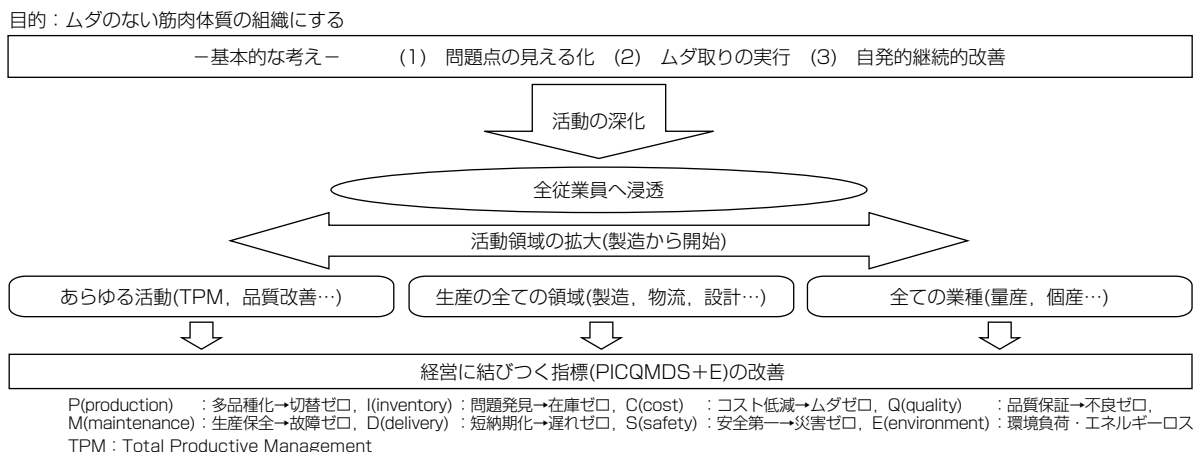 目的：ムダのない筋肉体質の組織にする
－基本的な考え－　(1)　問題点の見える化　(2)　ムダ取りの実行　(3)　自発的継続的改善
活動の深化
全従業員へ浸透
活動領域の拡大(製造から開始)
あらゆる活動(TPM，品質改善…)　生産の全ての領域(製造，物流，設計…)　全ての業種(量産，個産…)
経営に結びつく指標(PICQMDS＋E)の改善
P(production)　：多品種化→切替ゼロ，I(inventory)：問題発見→在庫ゼロ，C(cost)　：コスト低減→ムダゼロ，Q(quality)　：品質保証→不良ゼロ，
M(maintenance)：生産保全→故障ゼロ，D(delivery)：短納期化→遅れゼロ，S(safety)：安全第一→災害ゼロ，E(environment)：環境負荷・エネルギーロス
TPM：Total Productive Management